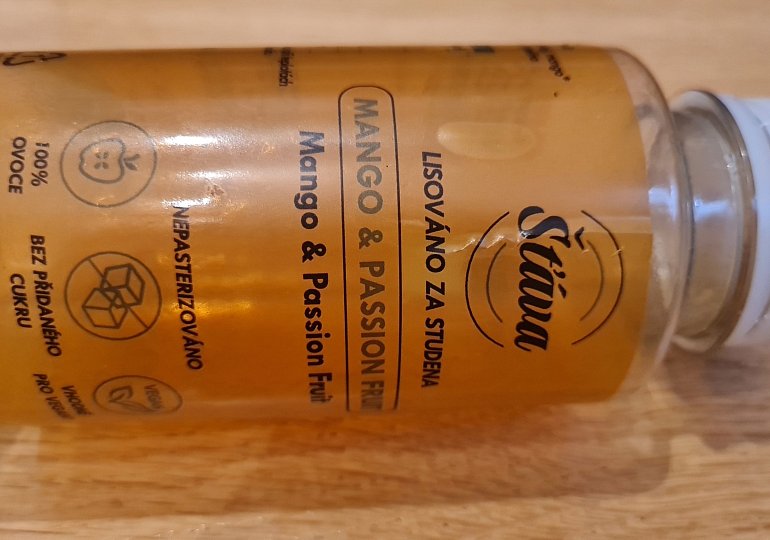 Šťáva
LISOVÁNO ZA STUDENA
MANGO & PASSION FRUIT
Mango & Passion Fruit
NEPASTERIZOVÁNO
100%
OVOCE
BEZ PŘIDANÉHO
CUKRU
VEGAN
VHODNÉ
PRO VEGANY